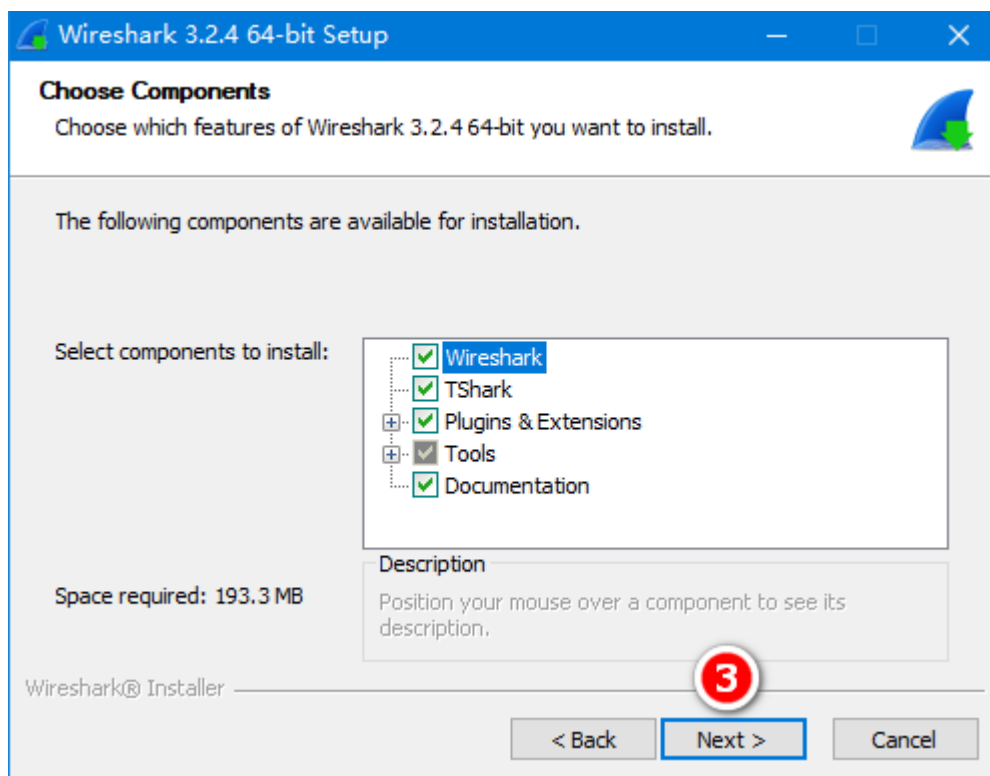 Wireshark 3.2.4 64-bit Setup
Choose Components
Choose which features of Wireshark 3.2.4 64-bit you want to install.
The following components are available for installation.
Select components to install:
Wireshark
TShark
Plugins & Extensions
Tools
Documentation
Space required: 193.3 MB
Description
Position your mouse over a component to see its
description.
Wireshark® Installer
3
< Back
Next >
Cancel